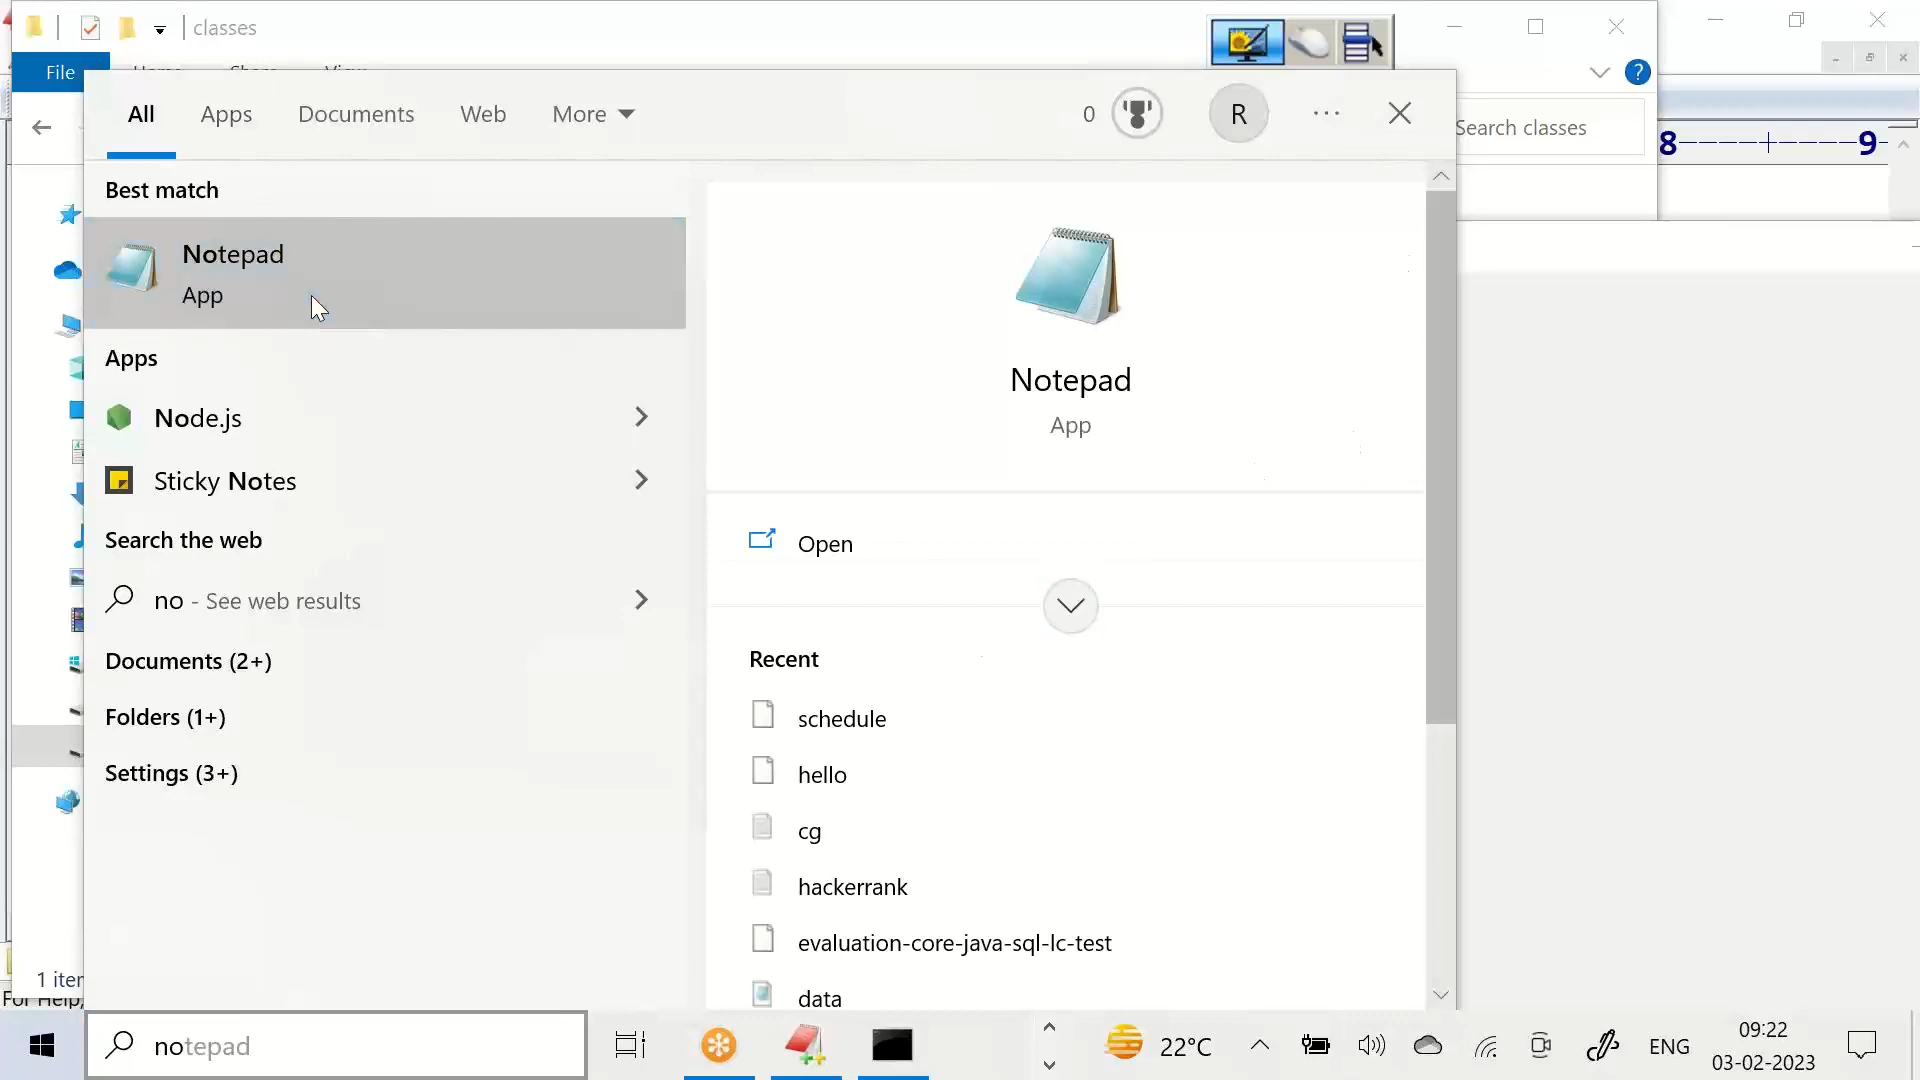 classes
File
Search classes
8 9
All Apps Documents Web More 0 R
Best match
Notepad
App
Notepad
App
Apps
Node.js
Sticky Notes
Open
Search the web
no - See web results
Recent
Documents (2+)
schedule
Folders (1+)
hello
Settings (3+)
cg
hackerrank
evaluation-core-java-sql-lc-test
data
For Help,
notepad
22°C
ENG
09:22
03-02-2023